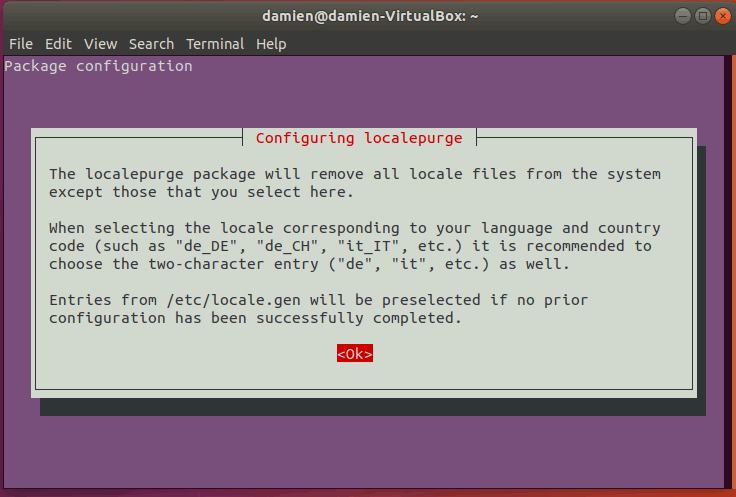 damien@damien-VirtualBox: ~
File Edit View Search Terminal Help
Package configuration
Configuring localepurge
The localepurge package will remove all locale files from the system
except those that you select here.
When selecting the locale corresponding to your language and country
code (such as "de_DE", "de_CH", "it_IT", etc.) it is recommended to
choose the two-character entry ("de", "it", etc.) as well.
Entries from /etc/locale.gen will be preselected if no prior
configuration has been successfully completed.
<Ok>